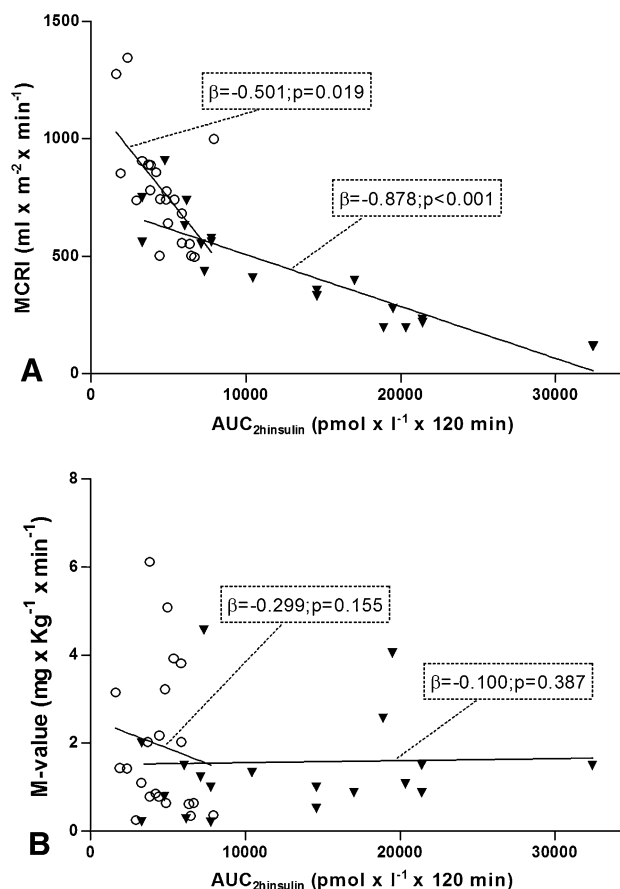 1500
1000
500
0
MCRI (ml x m⁻² x min⁻¹)
β=-0.501;p=0.019
β=-0.878;p<0.001
A
0 10000 20000 30000
AUC2hinsulin (pmol x l⁻¹ x 120 min)
8
6
4
2
0
M-value (mg x Kg⁻¹ x min⁻¹)
β=-0.299;p=0.155
β=-0.100;p=0.387
B
0 10000 20000 30000
AUC2hinsulin (pmol x l⁻¹ x 120 min)